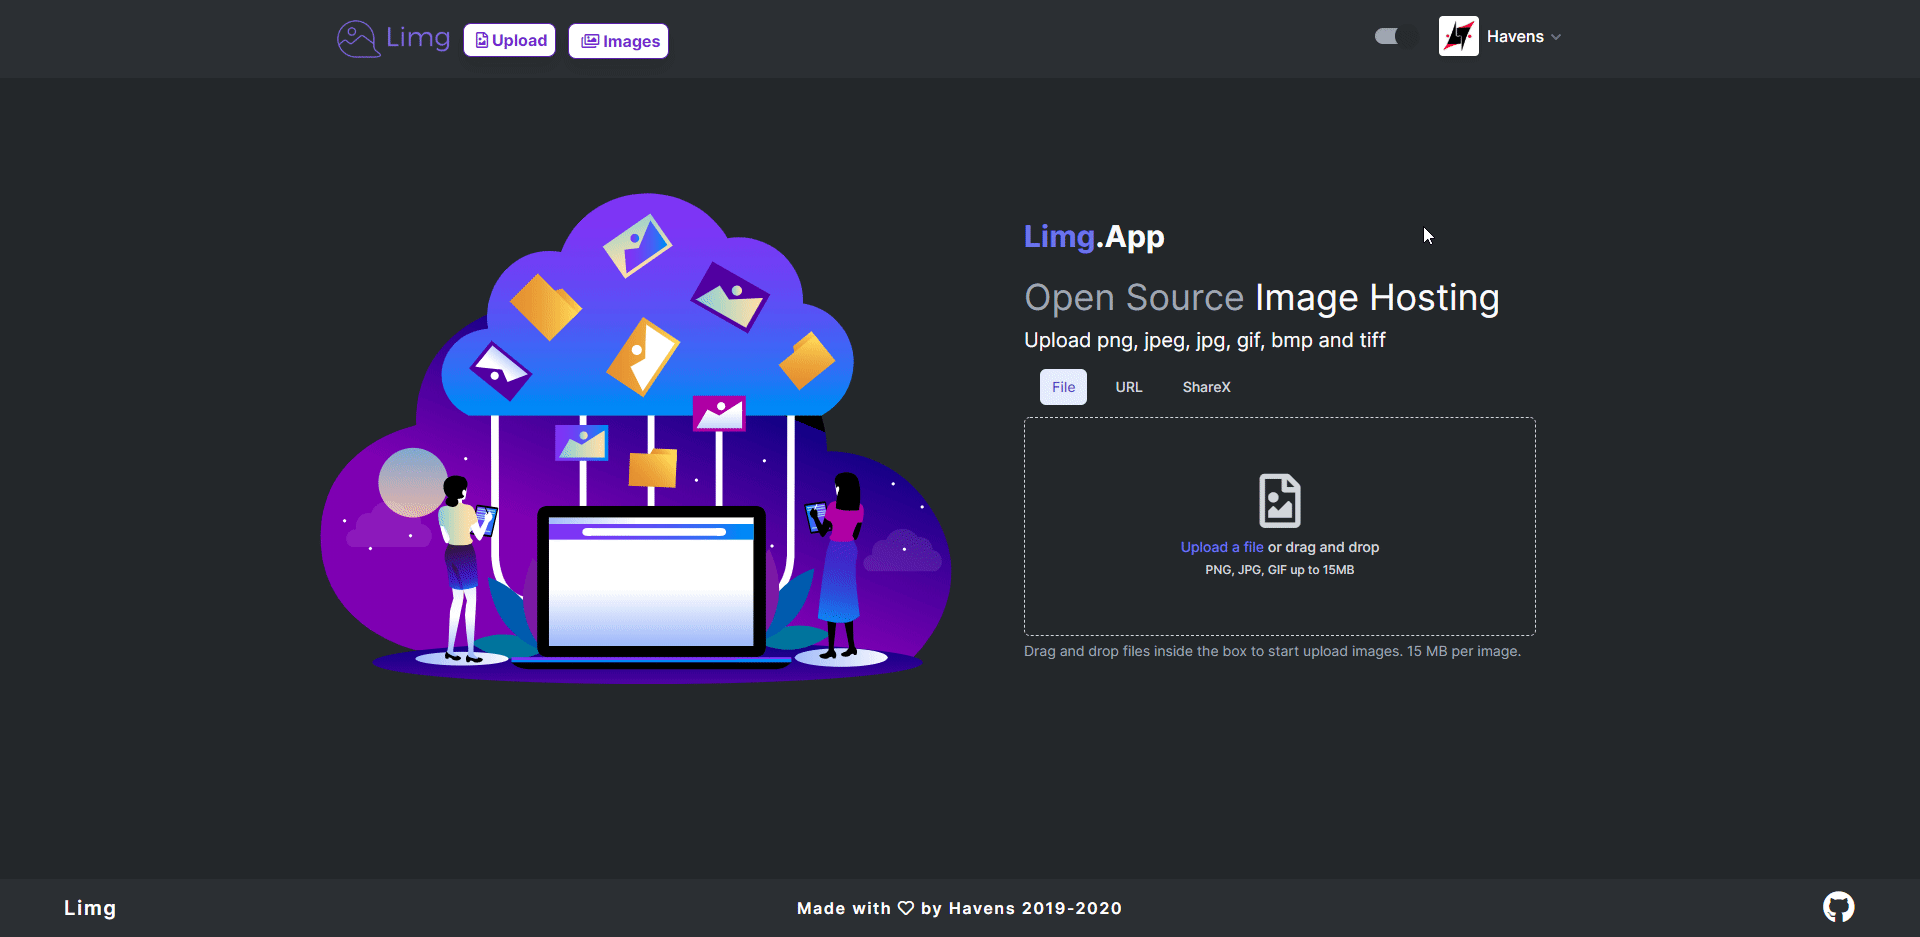 Limg
Upload
Images
Havens
Limg.App
Open Source Image Hosting
Upload png, jpeg, jpg, gif, bmp and tiff
File
URL
ShareX
Upload a file or drag and drop
PNG, JPG, GIF up to 15MB
Drag and drop files inside the box to start upload images. 15 MB per image.
Limg
Made with ♡ by Havens 2019-2020